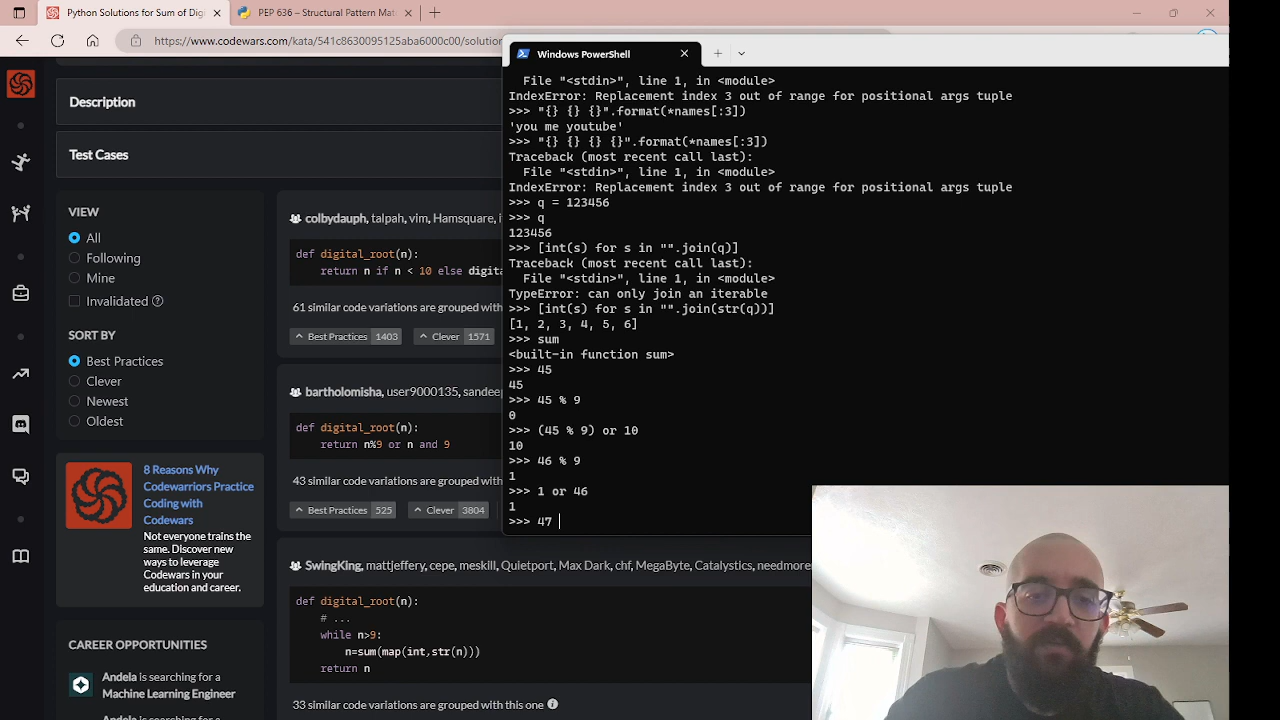 Python Solutions for Sum of Dig
PEP 636 – Structural Pattern Mat
https://www.codewars.com/kata/541c8630095125aba6000c00/solution
Description
Test Cases
VIEW
All
Following
Mine
Invalidated
SORT BY
Best Practices
Clever
Newest
Oldest
8 Reasons Why
Codewarriors Practice
Coding with
Codewars
Not everyone trains the
same. Discover new
ways to leverage
Codewars in your
education and career.
CAREER OPPORTUNITIES
Andela is searching for a
Machine Learning Engineer
Andela is searching for a
colbydauph, talpah, vim, Hamsquare, i
def digital_root(n):
return n if n < 10 else digita
61 similar code variations are grouped with
Best Practices 1403
Clever 1571
bartholomisha, user9000135, sandeep
def digital_root(n):
return n%9 or n and 9
43 similar code variations are grouped with
Best Practices 525
Clever 3804
SwingKing, mattjeffery, cepe, meskill, Quietport, Max Dark, chf, MegaByte, Catalystics, needmore
def digital_root(n):
# ...
while n>9:
n=sum(map(int,str(n)))
return n
33 similar code variations are grouped with this one
Windows PowerShell
File "<stdin>", line 1, in <module>
IndexError: Replacement index 3 out of range for positional args tuple
>>> "{} {} {}".format(*names[:3])
'you me youtube'
>>> "{} {} {} {}".format(*names[:3])
Traceback (most recent call last):
File "<stdin>", line 1, in <module>
IndexError: Replacement index 3 out of range for positional args tuple
>>> q = 123456
>>> q
123456
>>> [int(s) for s in "".join(q)]
Traceback (most recent call last):
File "<stdin>", line 1, in <module>
TypeError: can only join an iterable
>>> [int(s) for s in "".join(str(q))]
[1, 2, 3, 4, 5, 6]
>>> sum
<built-in function sum>
>>> 45
45
>>> 45 % 9
0
>>> (45 % 9) or 10
10
>>> 46 % 9
1
>>> 1 or 46
1
>>> 47